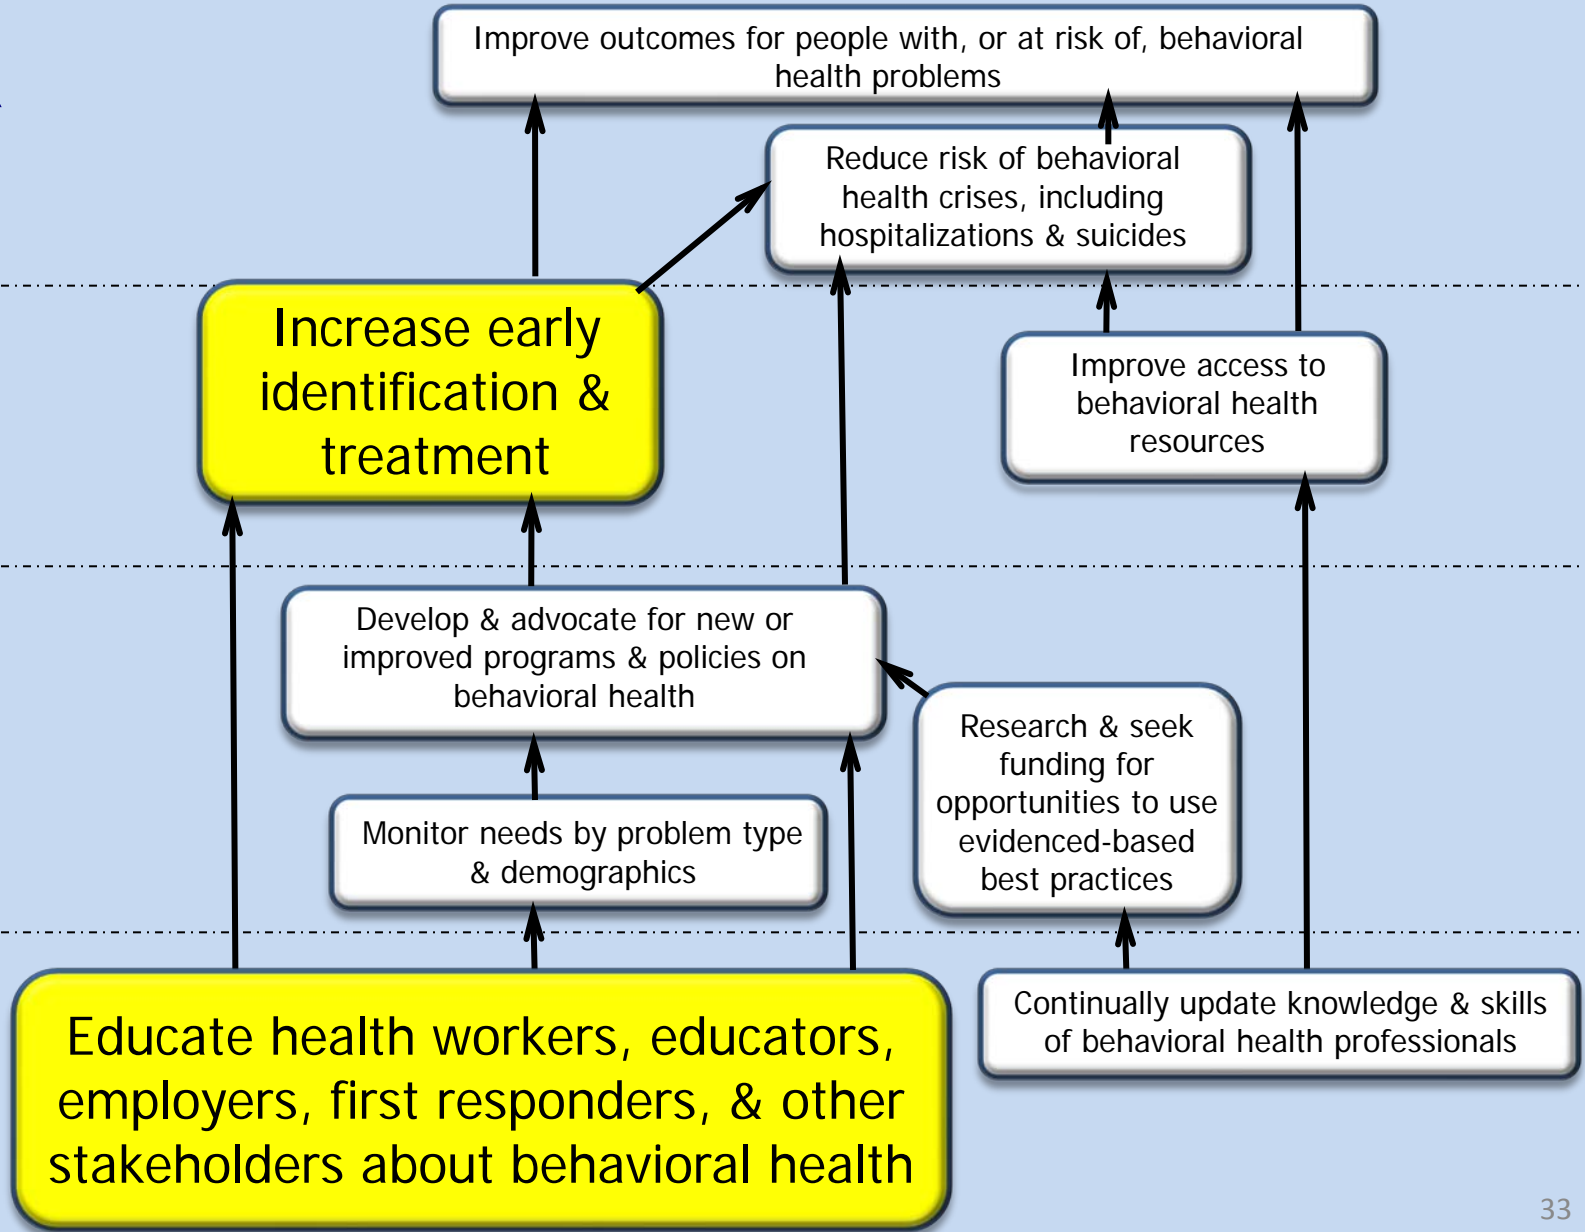 Improve outcomes for people with, or at risk of, behavioral
health problems
Reduce risk of behavioral
health crises, including
hospitalizations & suicides
Increase early
identification &
treatment
Improve access to
behavioral health
resources
Develop & advocate for new or
improved programs & policies on
behavioral health
Research & seek
funding for
opportunities to use
evidenced-based
best practices
Monitor needs by problem type
& demographics
Educate health workers, educators,
employers, first responders, & other
stakeholders about behavioral health
Continually update knowledge & skills
of behavioral health professionals
33